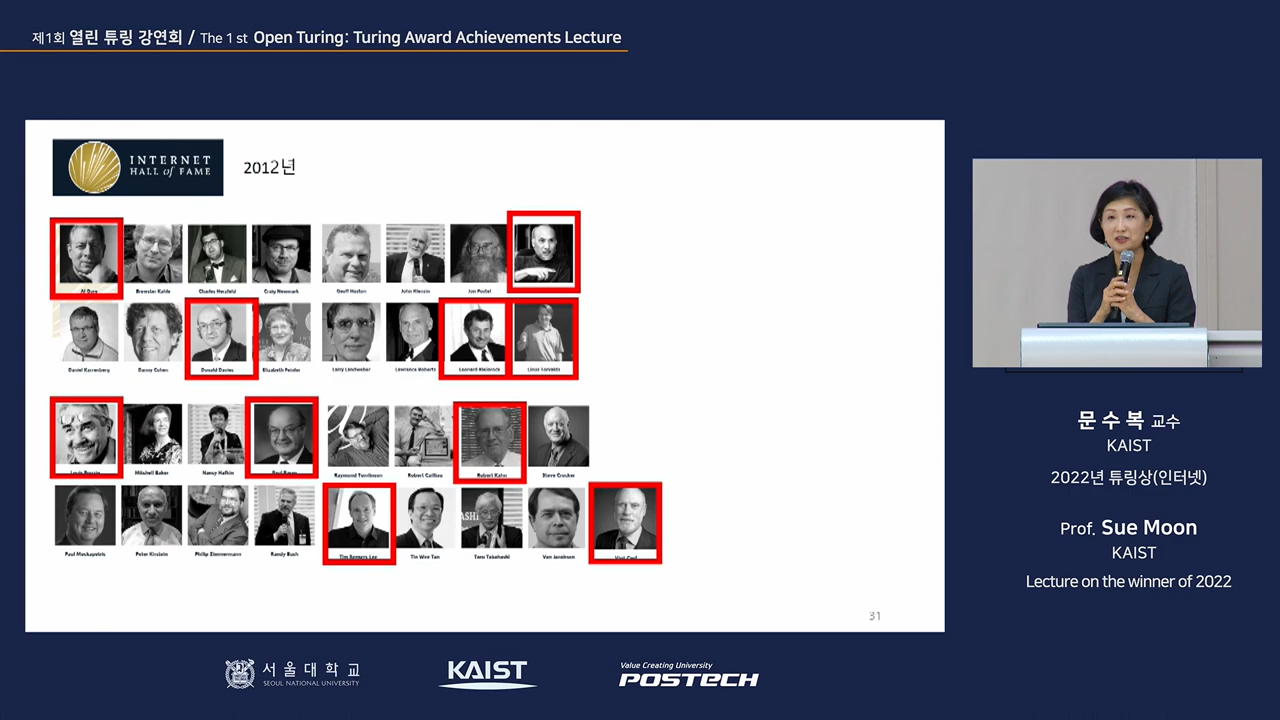 제1회 열린 튜링 강연회 / The 1 st Open Turing: Turing Award Achievements Lecture
INTERNET
HALL of FAME
2012년
Al Gore
Brewster Kahle
Charles Herzfeld
Craig Newmark
Geoff Huston
John Klensin
Jon Postel
Daniel Karrenberg
Danny Cohen
Donald Davies
Elizabeth Feinler
Larry Landweber
Lawrence Roberts
Leonard Kleinrock
Linus Torvalds
Louis Pouzin
Mitchell Baker
Nancy Hafkin
Paul Baran
Raymond Tomlinson
Robert Cailliau
Robert Kahn
Steve Crocker
Paul Mockapetris
Peter Kirstein
Philip Zimmermann
Randy Bush
Tim Berners Lee
Tin Wee Tan
Toru Takahashi
Van Jacobson
Vint Cerf
31
문수복 교수
KAIST
2022년 튜링상(인터넷)
Prof. Sue Moon
KAIST
Lecture on the winner of 2022
서울대학교
SEOUL NATIONAL UNIVERSITY
KAIST
Value Creating University
POSTECH